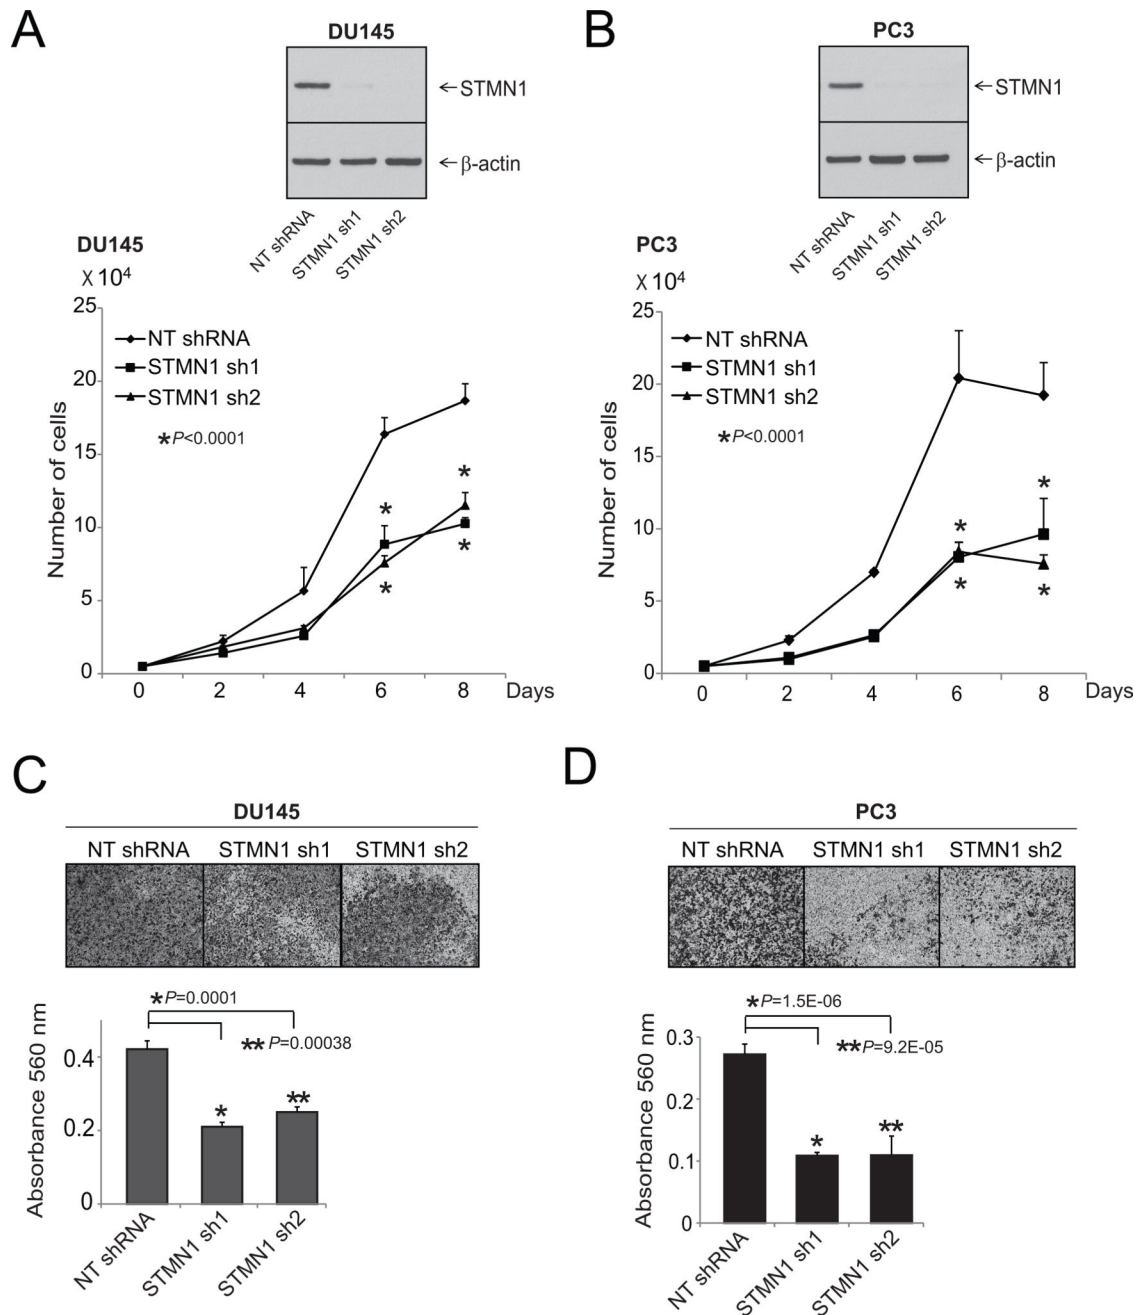 A
DU145
←STMN1
←β-actin
NT shRNA
STMN1 sh1
STMN1 sh2
DU145
X 10⁴
Number of cells
25
20
15
10
5
0
NT shRNA
STMN1 sh1
STMN1 sh2
*P<0.0001
*
*
*
*
0 2 4 6 8 Days
B
PC3
←STMN1
←β-actin
NT shRNA
STMN1 sh1
STMN1 sh2
PC3
X 10⁴
Number of cells
25
20
15
10
5
0
NT shRNA
STMN1 sh1
STMN1 sh2
*P<0.0001
*
*
*
*
0 2 4 6 8 Days
C
DU145
NT shRNA STMN1 sh1 STMN1 sh2
*P=0.0001
**P=0.00038
Absorbance 560 nm
0.4
0.2
0
*
**
NT shRNA
STMN1 sh1
STMN1 sh2
D
PC3
NT shRNA STMN1 sh1 STMN1 sh2
*P=1.5E-06
**P=9.2E-05
Absorbance 560 nm
0.3
0.2
0.1
0
*
**
NT shRNA
STMN1 sh1
STMN1 sh2